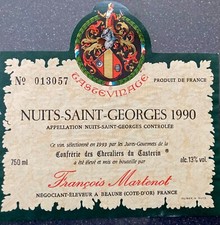 TASTEVINAGE
Nº 013057
PRODUIT DE FRANCE
NUITS-SAINT-GEORGES 1990
APPELLATION NUITS-SAINT-GEORGES CONTROLÉE
Ce vin, sélectionné en 1993 par les Jurés-Gourmets de la
Confrérie des Chevaliers du Tastevin
750 ml
a été élevé et mis en bouteille par
alc. 13% vol.
François Martenot
NÉGOCIANT-ÉLEVEUR A BEAUNE (CÔTE-D'OR) FRANCE